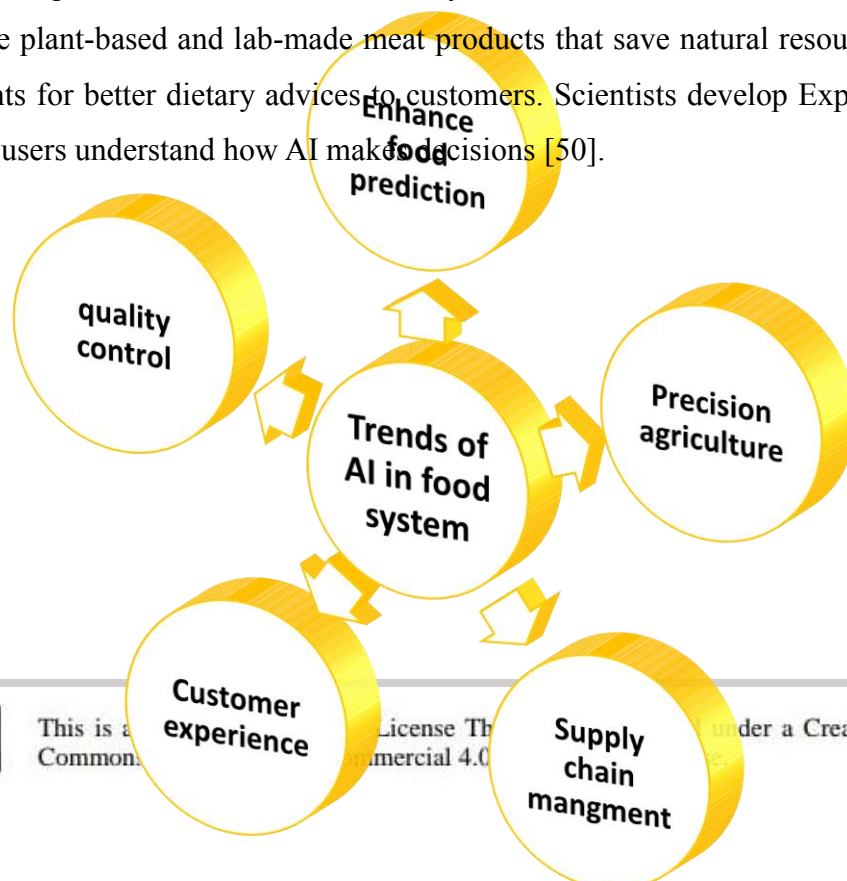 e plant-based and lab-made meat products that save natural resou
nts for better dietary advices to customers. Scientists develop Exp
users understand how AI makes decisions [50].
Enhance
food
prediction
quality
control
Precision
agriculture
Trends of
AI in food
system
Customer
experience
Supply
chain
mangment
This is a License Th under a Crea
Common mmercial 4.0